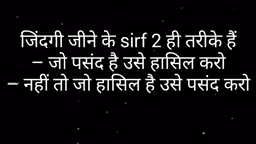 जिंदगी जीने के sirf 2 ही तरीके हैं
– जो पसंद है उसे हासिल करो
– नहीं तो जो हासिल है उसे पसंद करो